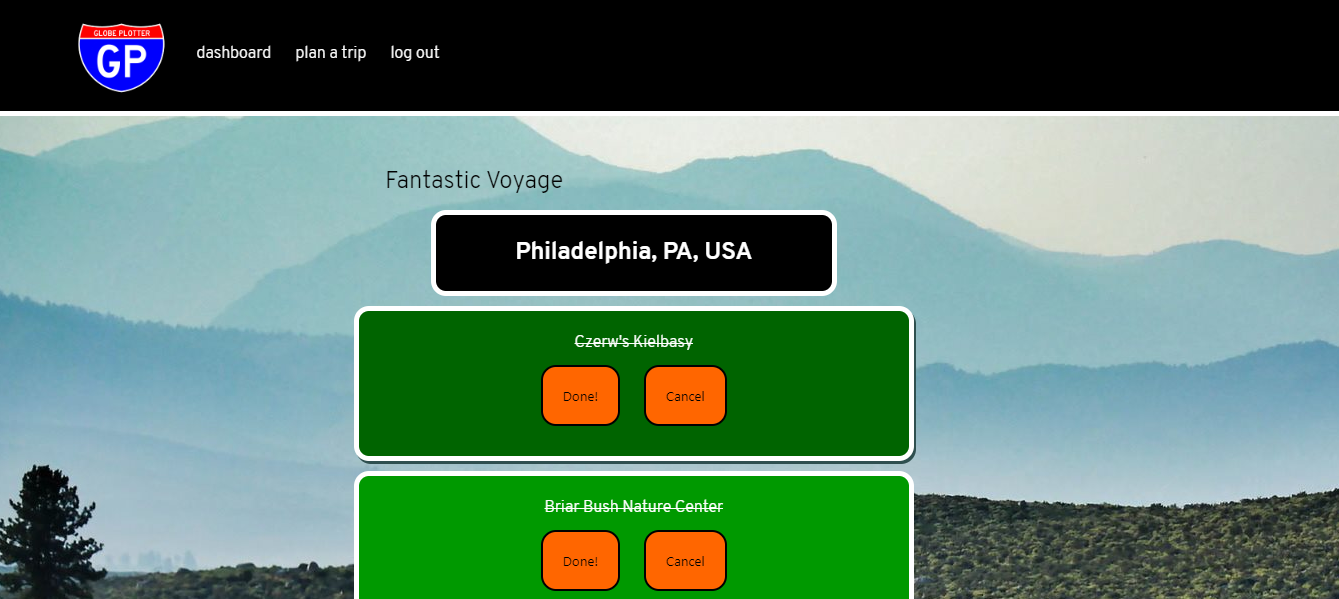 GLOBE PLOTTER
GP
dashboard plan a trip log out
Fantastic Voyage
Philadelphia, PA, USA
Czerw's Kielbasy
Done! Cancel
Briar Bush Nature Center
Done! Cancel